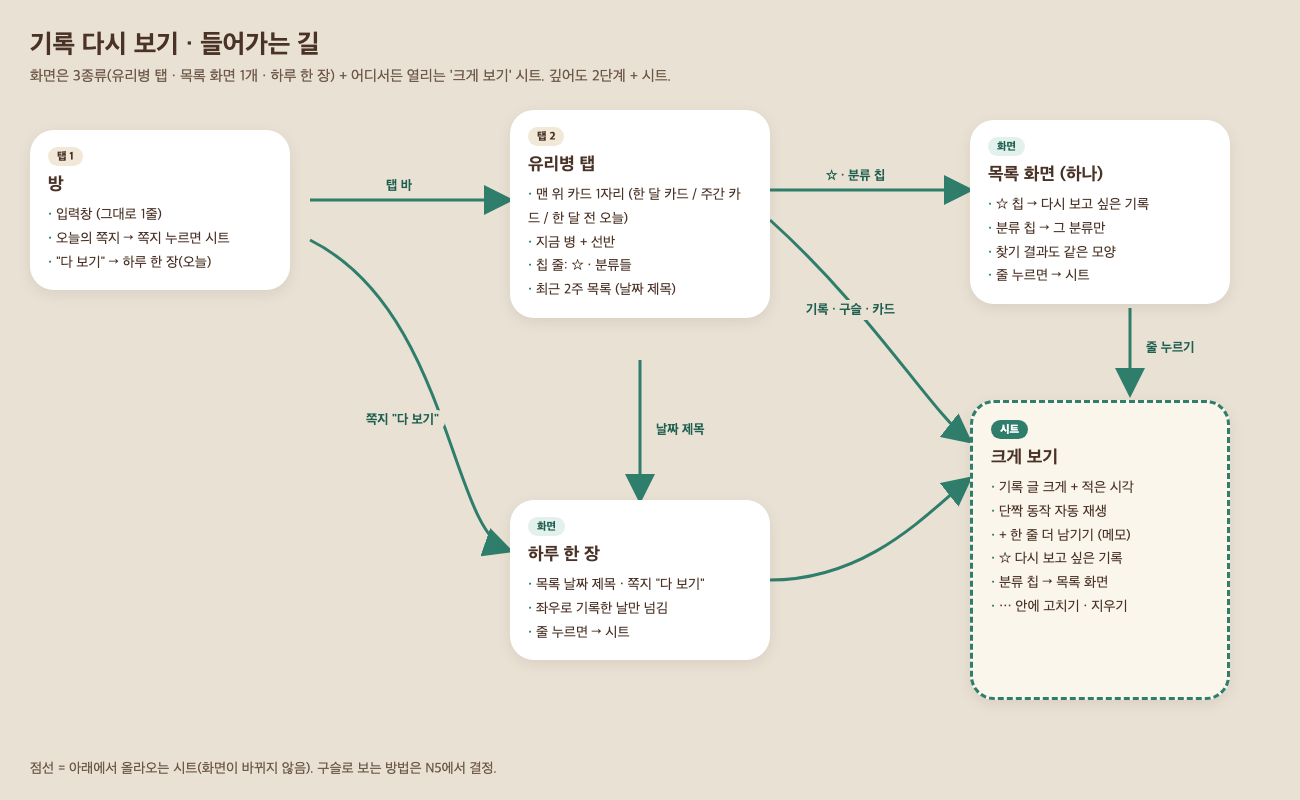 기록 다시 보기 · 들어가는 길
화면은 3종류(유리병 탭 · 목록 화면 1개 · 하루 한 장) + 어디서든 열리는 '크게 보기' 시트. 깊어도 2단계 + 시트.
탭 1
방
· 입력창 (그대로 1줄)
· 오늘의 쪽지 → 쪽지 누르면 시트
· "다 보기" → 하루 한 장(오늘)
탭 바
탭 2
유리병 탭
· 맨 위 카드 1자리 (한 달 카드 / 주간 카
드 / 한 달 전 오늘)
· 지금 병 + 선반
· 칩 줄: ☆ · 분류들
· 최근 2주 목록 (날짜 제목)
☆ · 분류 칩
화면
목록 화면 (하나)
· ☆ 칩 → 다시 보고 싶은 기록
· 분류 칩 → 그 분류만
· 찾기 결과도 같은 모양
· 줄 누르면 → 시트
기록 · 구슬 · 카드
줄 누르기
쪽지 "다 보기"
날짜 제목
화면
하루 한 장
· 목록 날짜 제목 · 쪽지 "다 보기"
· 좌우로 기록한 날만 넘김
· 줄 누르면 → 시트
시트
크게 보기
· 기록 글 크게 + 적은 시각
· 단짝 동작 자동 재생
· + 한 줄 더 남기기 (메모)
· ☆ 다시 보고 싶은 기록
· 분류 칩 → 목록 화면
· ⋯ 안에 고치기 · 지우기
점선 = 아래에서 올라오는 시트(화면이 바뀌지 않음). 구슬로 보는 방법은 N5에서 결정.